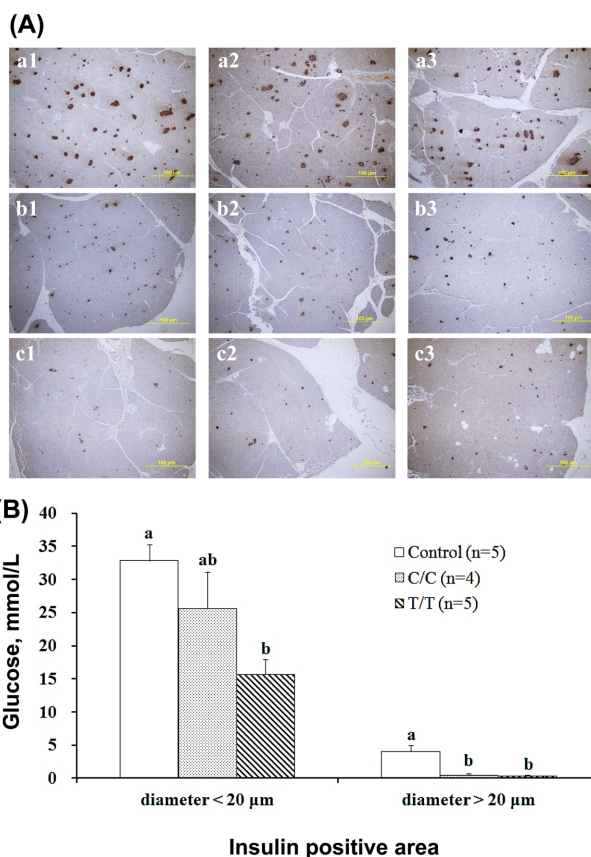 (A)
a1 a2 a3
100 µm 100 µm 100 µm
b1 b2 b3
100 µm 100 µm
c1 c2 c3
100 µm 100 µm 100 µm
(B)
40
35
30
25
20
15
10
5
0
Glucose, mmol/L
a
ab
b
a
b
b
Control (n=5)
C/C (n=4)
T/T (n=5)
diameter < 20 µm diameter > 20 µm
Insulin positive area